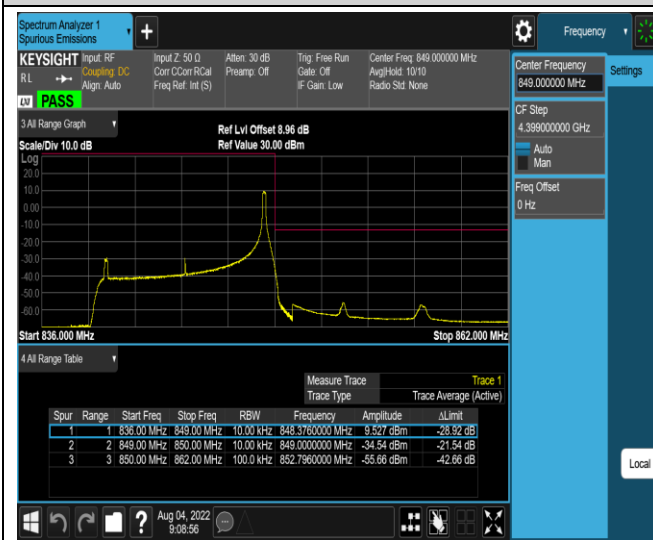 Spectrum Analyzer 1
Spurious Emissions
Frequency
KEYSIGHT
RL
Input: RF
Coupling: DC
Align: Auto
Input Z: 50 Ω
Corr CCorr RCal
Freq Ref: Int (S)
Atten: 30 dB
Preamp: Off
Trig: Free Run
Gate: Off
IF Gain: Low
Center Freq: 849.000000 MHz
Avg|Hold: 10/10
Radio Std: None
LXI PASS
Center Frequency
849.000000 MHz
Settings
CF Step
4.399000000 GHz
Auto
Man
Freq Offset
0 Hz
3 All Range Graph
Ref Lvl Offset 8.96 dB
Scale/Div 10.0 dB
Ref Value 30.00 dBm
Log
20.0
10.0
0.00
-10.0
-20.0
-30.0
-40.0
-50.0
-60.0
Start 836.000 MHz
Stop 862.000 MHz
4 All Range Table
Measure Trace Trace 1
Trace Type Trace Average (Active)
Spur Range Start Freq Stop Freq RBW Frequency Amplitude ΔLimit
1 1 836.00 MHz 849.00 MHz 10.00 kHz 848.3760000 MHz 9.527 dBm -28.92 dB
2 2 849.00 MHz 850.00 MHz 10.00 kHz 849.0000000 MHz -34.54 dBm -21.54 dB
3 3 850.00 MHz 862.00 MHz 100.0 kHz 852.7960000 MHz -55.66 dBm -42.66 dB
Local
?
Aug 04, 2022
9:08:56